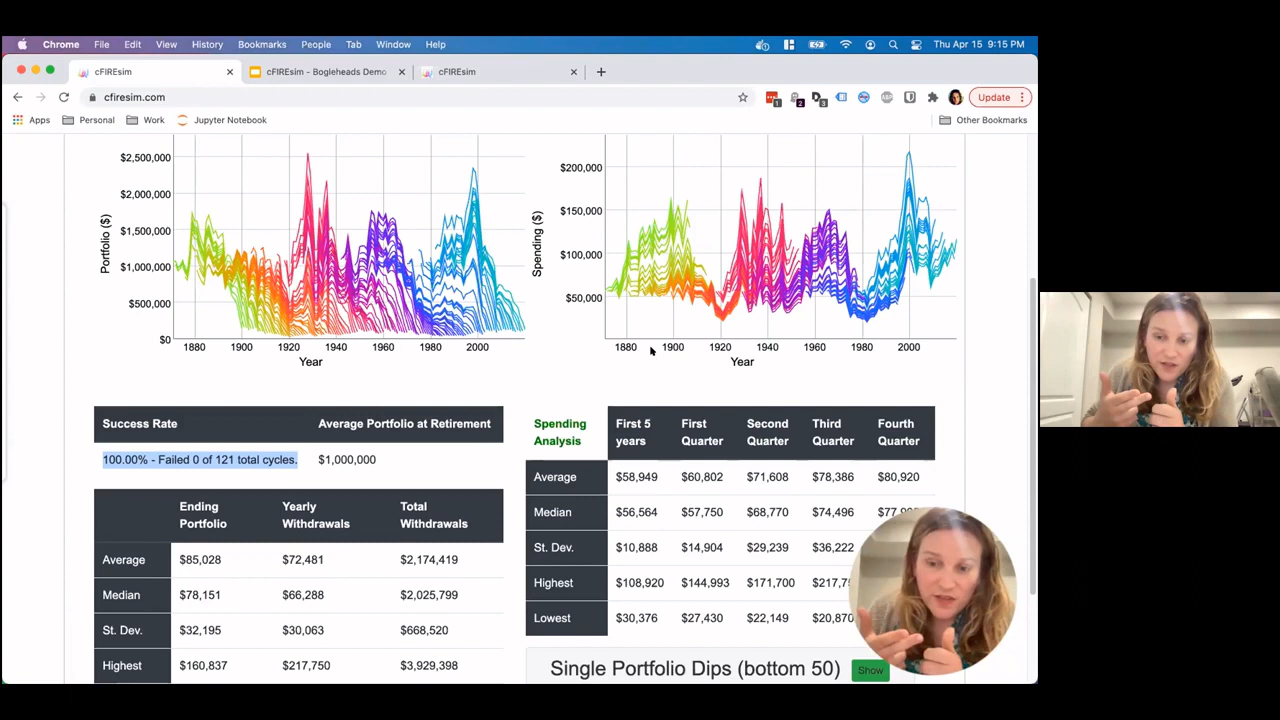 Chrome File Edit View History Bookmarks People Tab Window Help Thu Apr 15 9:15 PM
cFIREsim cFIREsim - Bogleheads Demo cFIREsim
cfiresim.com Update
Apps Personal Work Jupyter Notebook Other Bookmarks
Portfolio ($)
$2,500,000
$2,000,000
$1,500,000
$1,000,000
$500,000
$0
1880 1900 1920 1940 1960 1980 2000
Year
Spending ($)
$200,000
$150,000
$100,000
$50,000
1880 1900 1920 1940 1960 1980 2000
Year
Success Rate Average Portfolio at Retirement
100.00% - Failed 0 of 121 total cycles. $1,000,000
Ending Portfolio Yearly Withdrawals Total Withdrawals
Average $85,028 $72,481 $2,174,419
Median $78,151 $66,288 $2,025,799
St. Dev. $32,195 $30,063 $668,520
Highest $160,837 $217,750 $3,929,398
Spending Analysis First 5 years First Quarter Second Quarter Third Quarter Fourth Quarter
Average $58,949 $60,802 $71,608 $78,386 $80,920
Median $56,564 $57,750 $68,770 $74,496
St. Dev. $10,888 $14,904 $29,239 $36,222
Highest $108,920 $144,993 $171,700
Lowest $30,376 $27,430 $22,149 $20,870
Single Portfolio Dips (bottom 50) Show